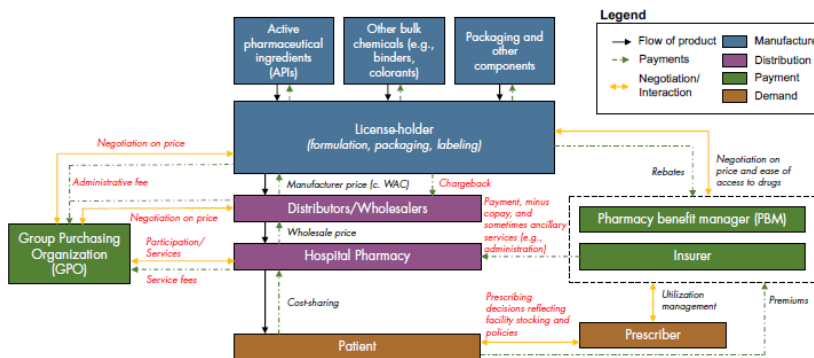 Active
pharmaceutical
ingredients
(APIs)
Other bulk
chemicals (e.g.,
binders,
colorants)
Packaging and
other
components
Legend
Flow of product
Payments
Negotiation/
Interaction
Manufacture
Distribution
Payment
Demand
License-holder
(formulation, packaging, labeling)
Negotiation on
price
Administrative
fee
Manufacturer price (c. WAC)
Chargeback
Rebates
Negotiation on
price and ease of
access to drugs
Distributors/Wholesalers
Negotiation on price
Wholesale price
Payment, minus
copay, and
sometimes ancillary
services (e.g.,
administration)
Pharmacy benefit manager (PBM)
Group Purchasing
Organization
(GPO)
Participation/
Services
Service fees
Hospital Pharmacy
Insurer
Cost-sharing
Prescribing
decisions reflecting
facility stocking and
policies
Utilization
management
Premiums
Patient
Prescriber